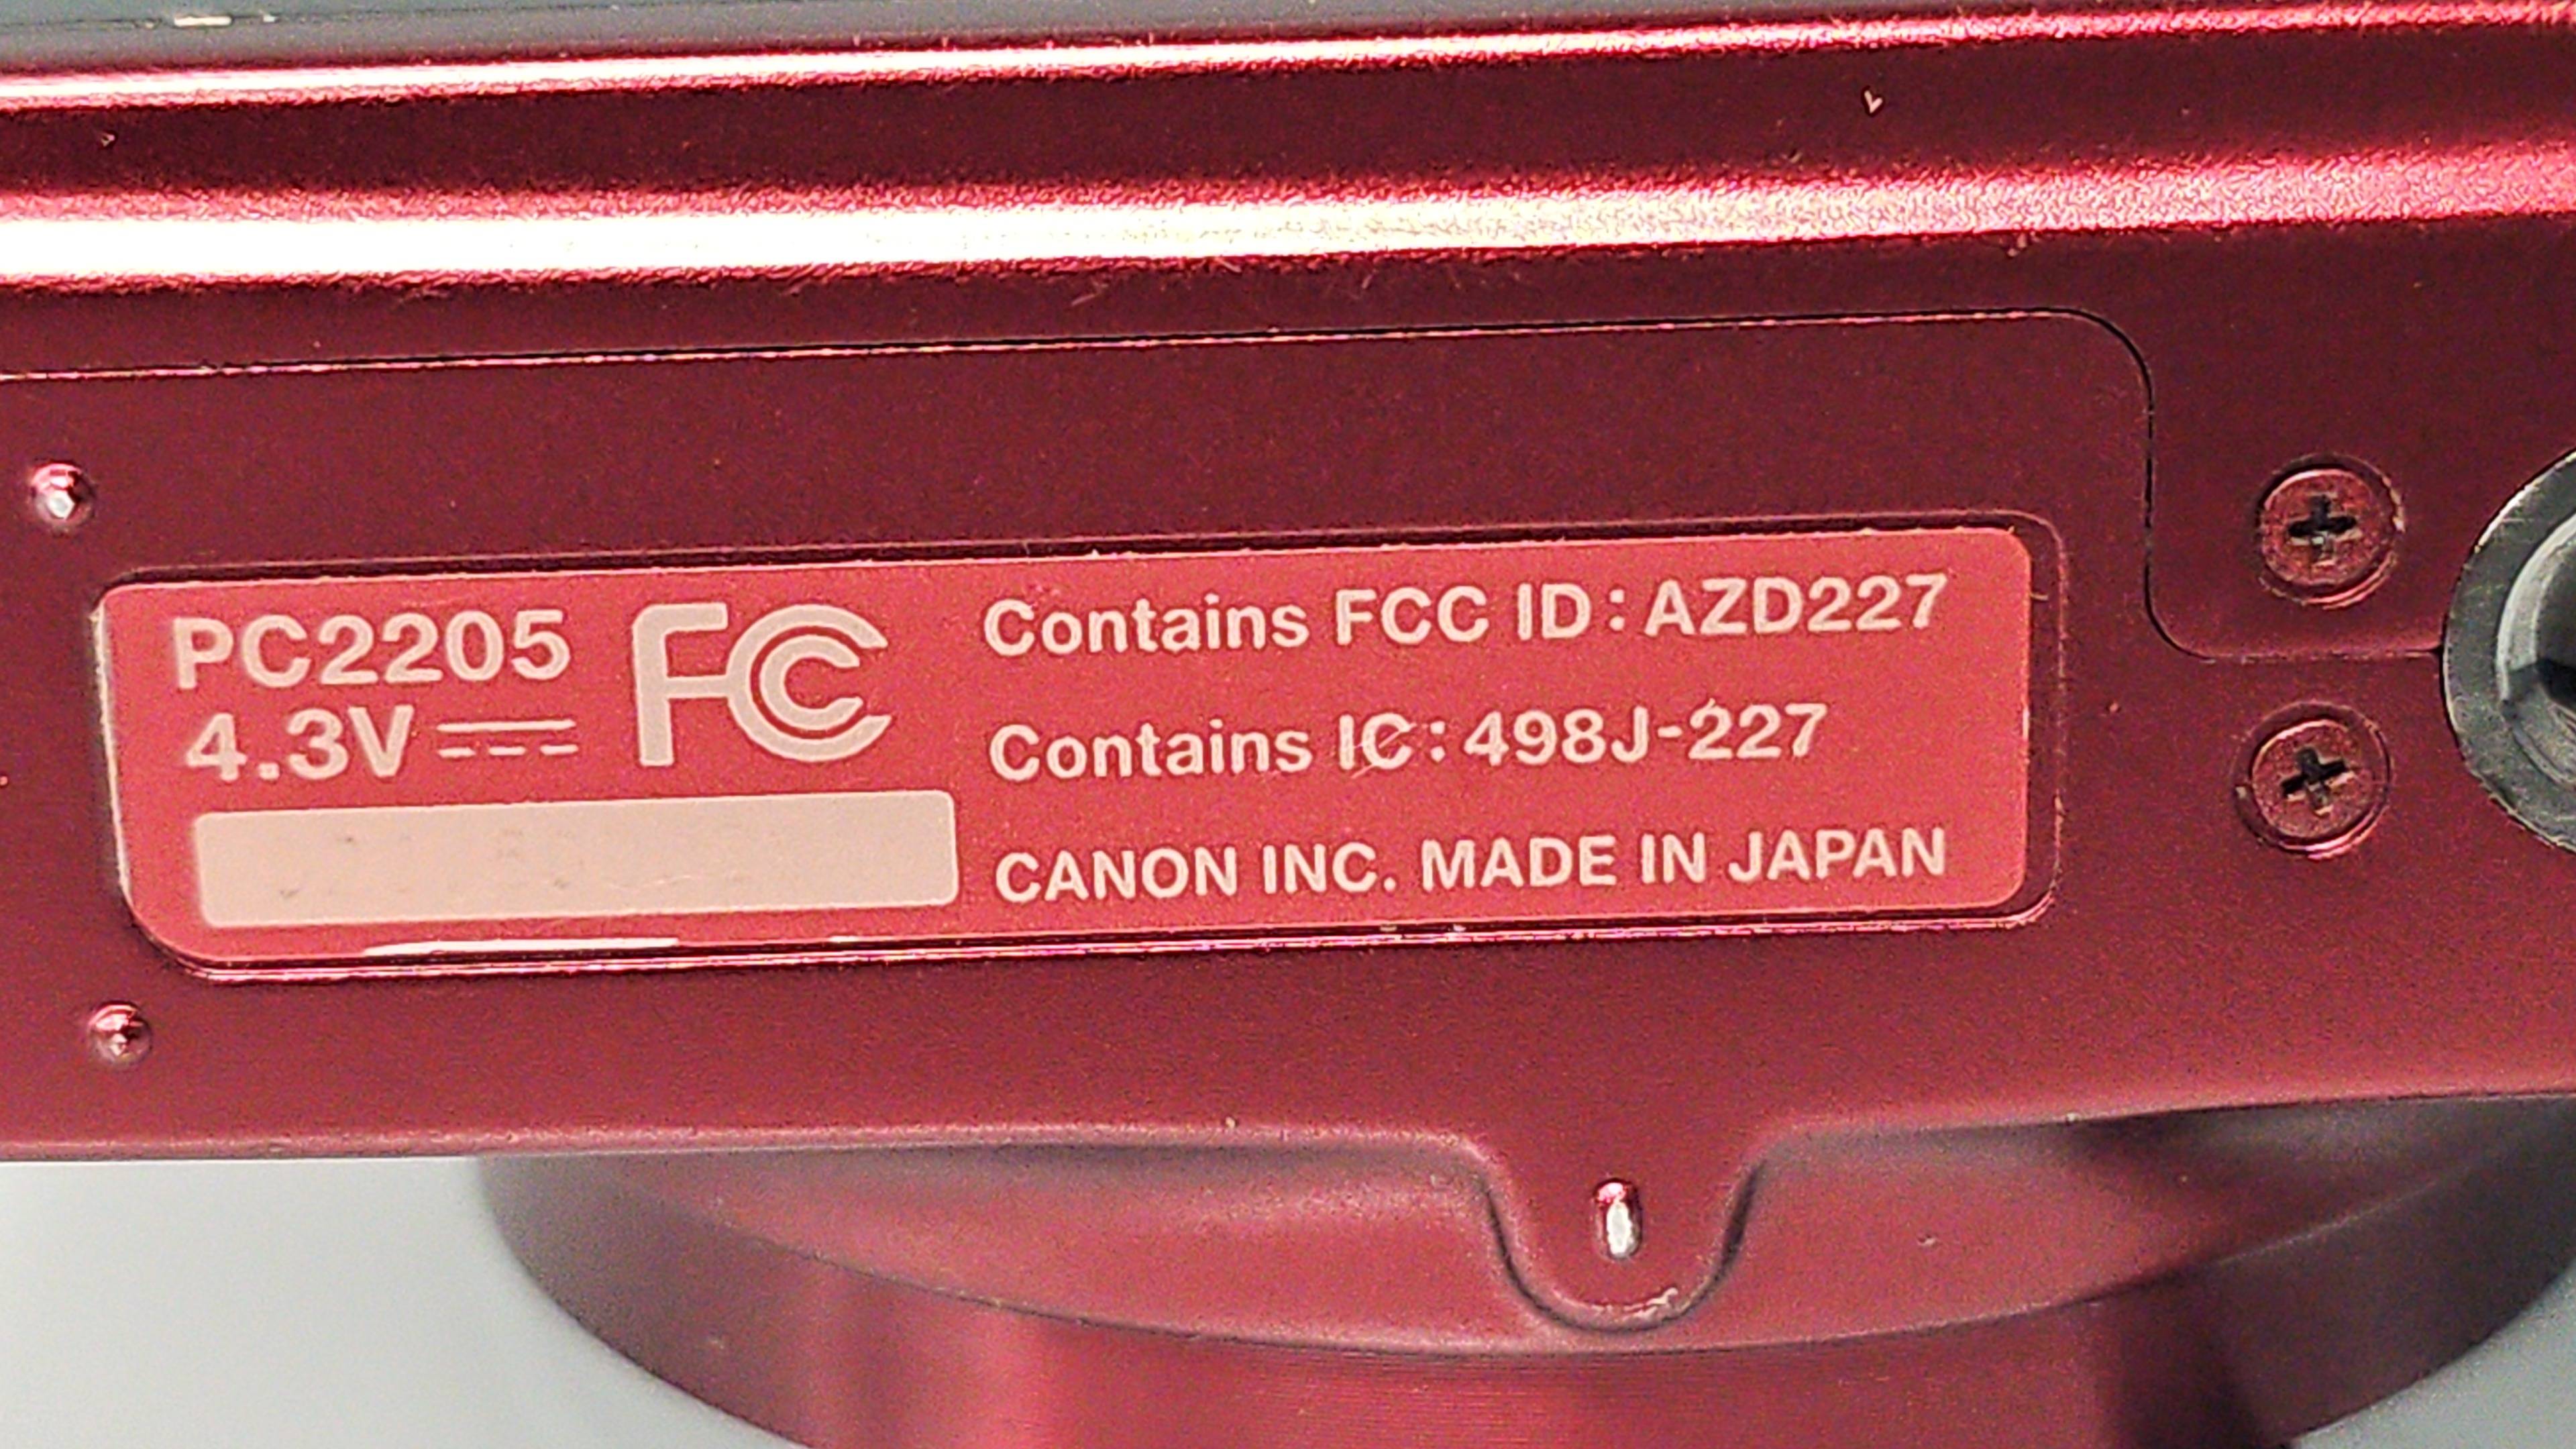 PC2205
4.3V
FC
Contains FCC ID: AZD227
Contains IC: 498J-227
CANON INC. MADE IN JAPAN